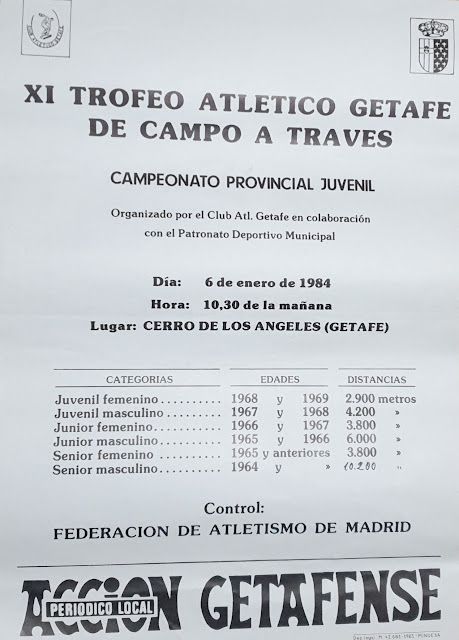 XI TROFEO ATLETICO GETAFE
DE CAMPO A TRAVES
CAMPEONATO PROVINCIAL JUVENIL
Organizado por el Club Atl. Getafe en colaboración
con el Patronato Deportivo Municipal
Día: 6 de enero de 1984
Hora: 10,30 de la mañana
Lugar: CERRO DE LOS ANGELES (GETAFE)
CATEGORIAS EDADES DISTANCIAS
Juvenil femenino.......... 1968 y 1969 2.900 metros
Juvenil masculino......... 1967 y 1968 4.200 »
Junior femenino.......... 1966 y 1967 3.800 »
Junior masculino......... 1965 y 1966 6.000 »
Senior femenino.......... 1965 y anteriores 3.800 »
Senior masculino......... 1964 y » 10.200 »
Control:
FEDERACION DE ATLETISMO DE MADRID
ACCION GETAFENSE
PERIODICO LOCAL